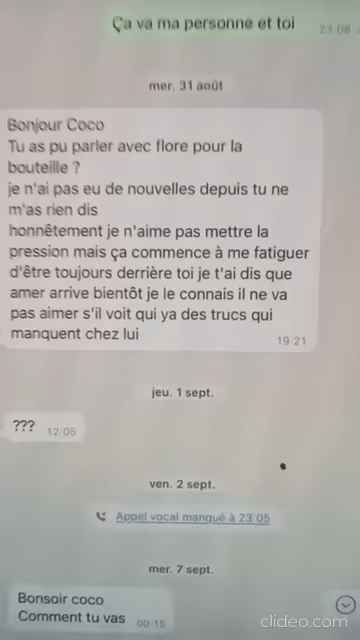 Ça va ma personne et toi
23:08
mer. 31 août
Bonjour Coco
Tu as pu parler avec flore pour la
bouteille ?
je n'ai pas eu de nouvelles depuis tu ne
m'as rien dis
honnêtement je n'aime pas mettre la
pression mais ça commence à me fatiguer
d'être toujours derrière toi je t'ai dis que
amer arrive bientôt je le connais il ne va
pas aimer s'il voit qui ya des trucs qui
manquent chez lui
19:21
jeu. 1 sept.
??? 12:05
ven. 2 sept.
Appel vocal manqué à 23:05
mer. 7 sept.
Bonsoir coco
Comment tu vas 00:15
clideo.com